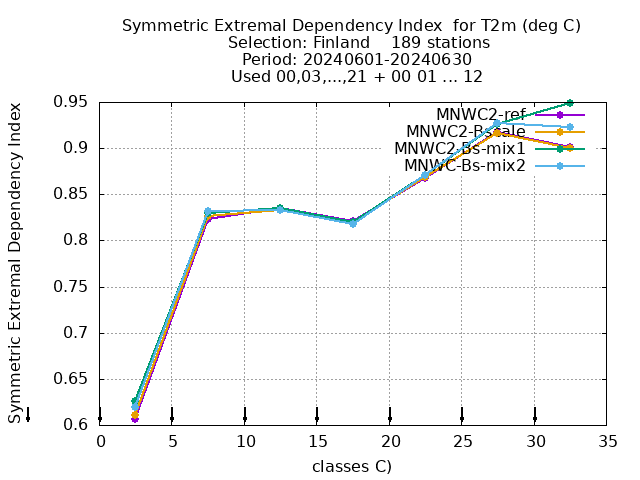 Symmetric Extremal Dependency Index  for T2m (deg C)
Selection: Finland    189 stations
Period: 20240601-20240630
Used 00,03,...,21 + 00 01 ... 12
Symmetric Extremal Dependency Index
0.95
0.9
0.85
0.8
0.75
0.7
0.65
0.6
MNWC2-ref
MNWC2-Bscale
MNWC2-Bs-mix1
MNWC-Bs-mix2
0 5 10 15 20 25 30 35
classes C)